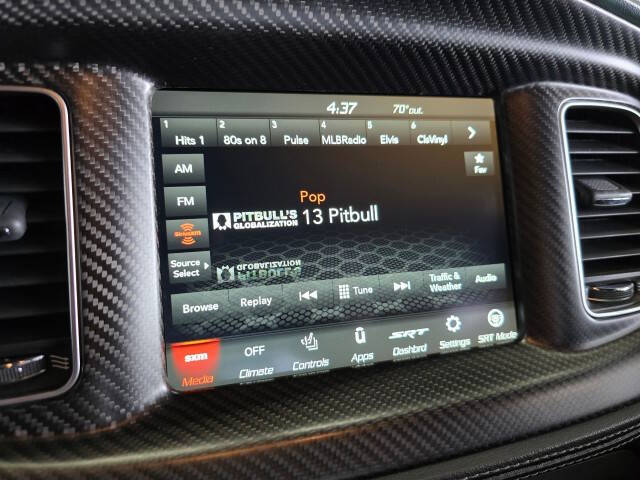 4:37 70° out.
1 2 3 4 5 6
Hits 1 80s on 8 Pulse MLBRadio Elvis ClsVinyl
AM
Fav
FM
Pop
PITBULL'S GLOBALIZATION 13 Pitbull
SiriusXM
Source Select
Browse Replay Tune Traffic & Weather Audio
sxm OFF û SRT
Media Climate Controls Apps Dashbrd Settings SRT Mode